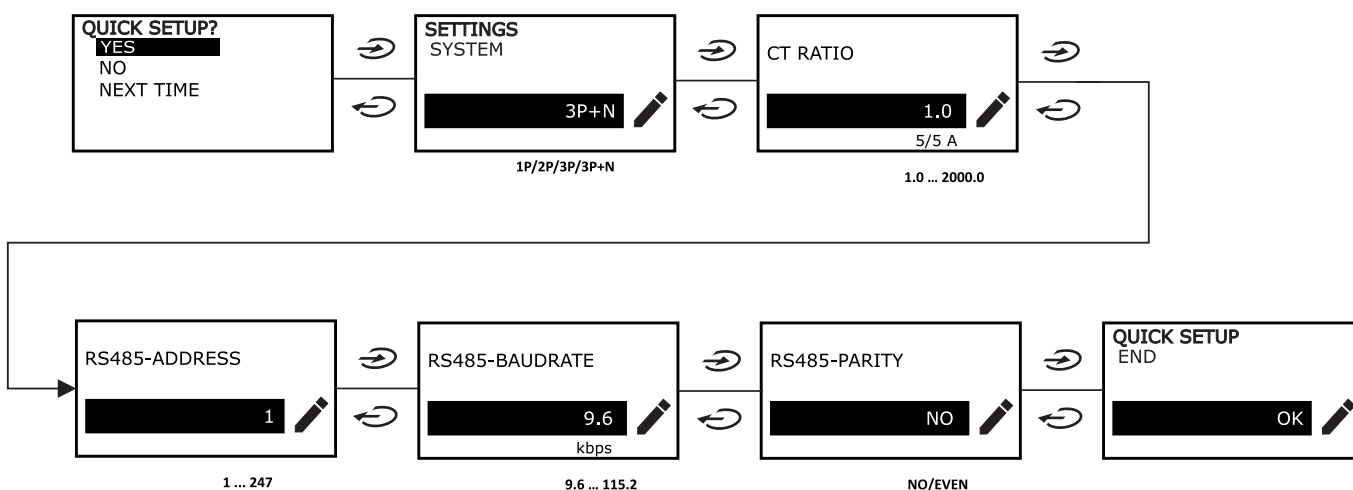 QUICK SETUP?
YES
NO
NEXT TIME
SETTINGS
SYSTEM
3P+N
1P/2P/3P/3P+N
CT RATIO
1.0
5/5 A
1.0 ... 2000.0
RS485-ADDRESS
1
1 ... 247
RS485-BAUDRATE
9.6
kbps
9.6 ... 115.2
RS485-PARITY
NO
NO/EVEN
QUICK SETUP
END
OK